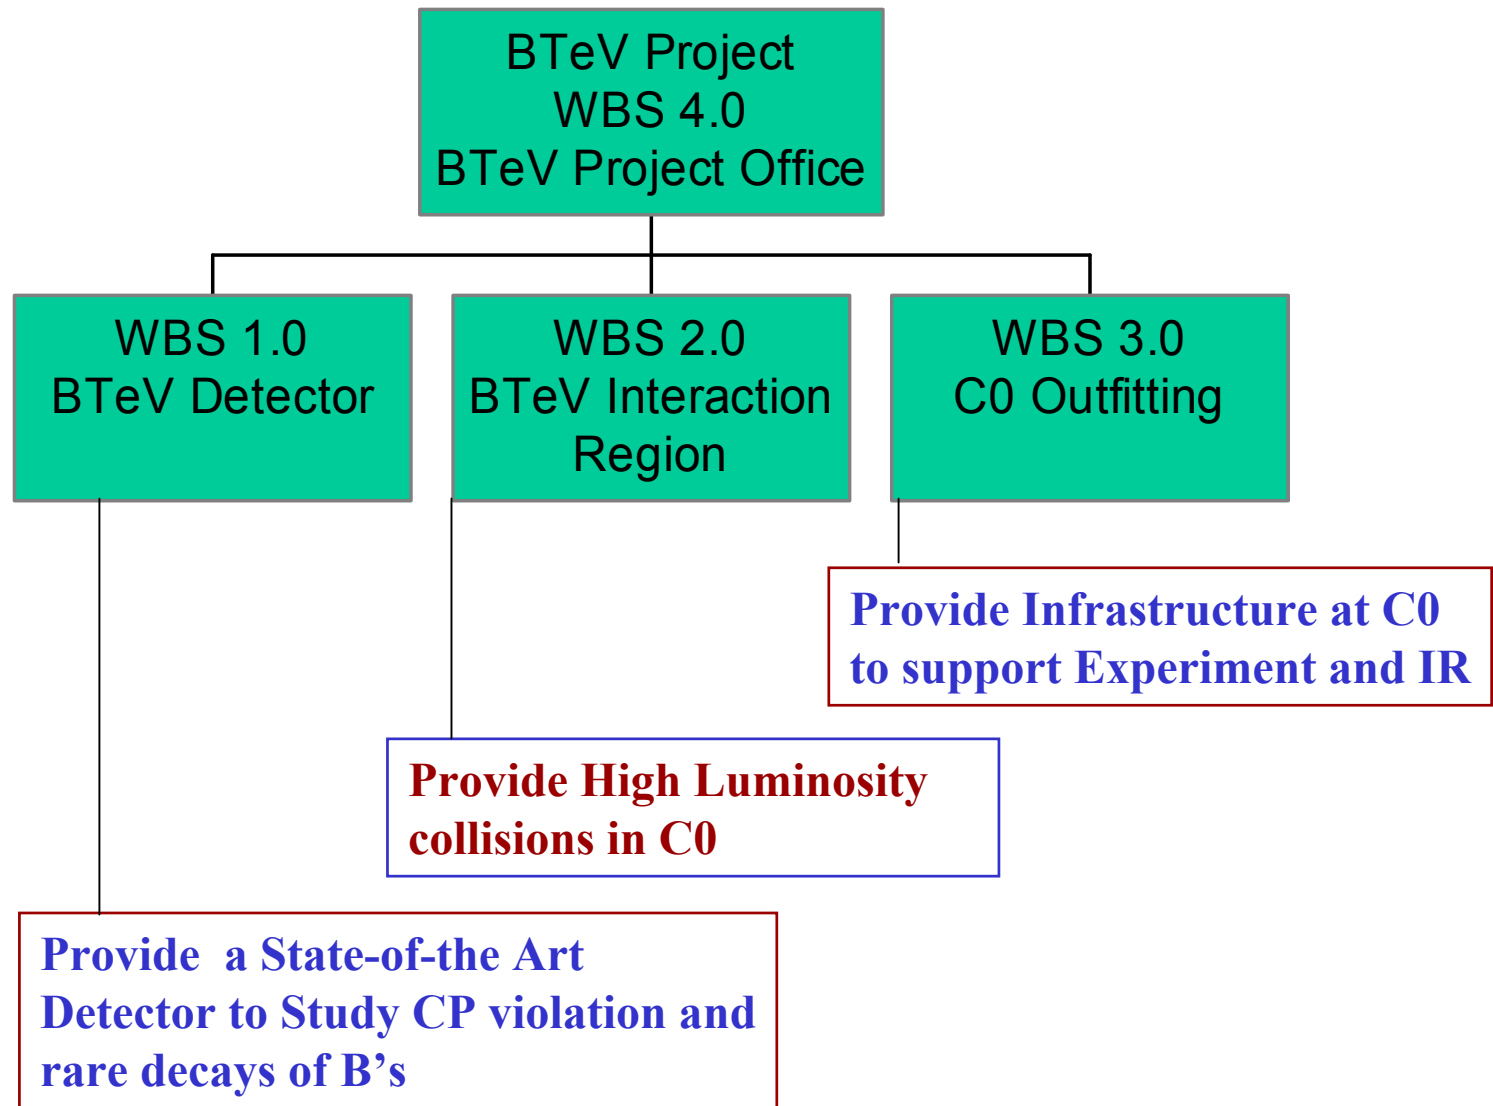 BTeV Project
WBS 4.0
BTeV Project Office
WBS 1.0
BTeV Detector
WBS 2.0
BTeV Interaction
Region
WBS 3.0
C0 Outfitting
Provide Infrastructure at C0
to support Experiment and IR
Provide High Luminosity
collisions in C0
Provide a State-of-the Art
Detector to Study CP violation and
rare decays of B’s